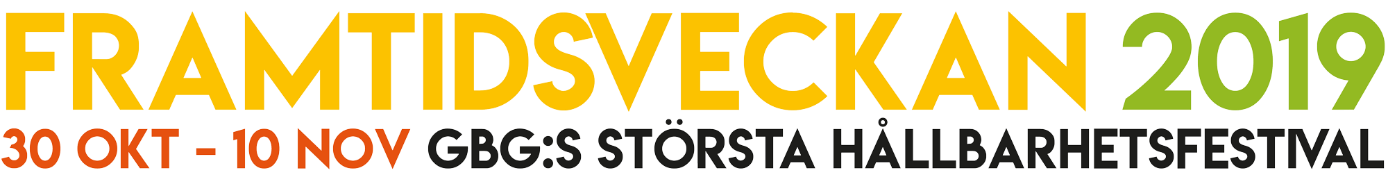 FRAMTIDSVECKAN 2019
30 OKT - 10 NOV GBG:S STÖRSTA HÅLLBARHETSFESTIVAL